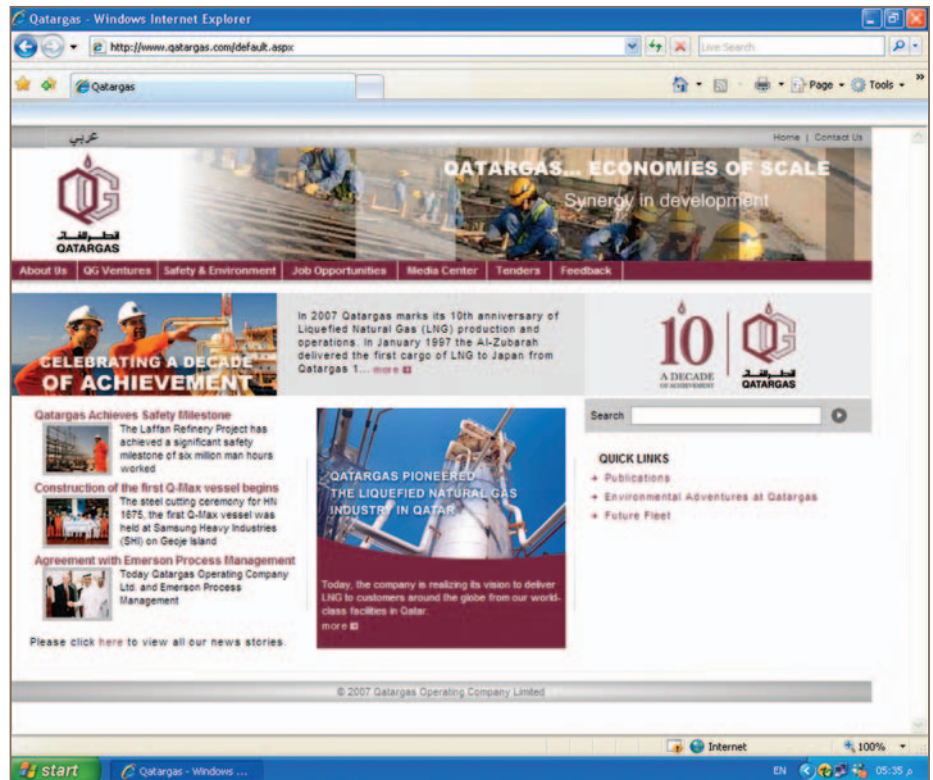 Qatargas - Windows Internet Explorer
http://www.qatargas.com/default.aspx
Live Search
Qatargas
Page
Tools
عربي
Home | Contact Us
QATARGAS... ECONOMIES OF SCALE
Synergy in development
QG
قطر غاز
QATARGAS
About Us
QG Ventures
Safety & Environment
Job Opportunities
Media Center
Tenders
Feedback
CELEBRATING A DECADE
OF ACHIEVEMENT
In 2007 Qatargas marks its 10th anniversary of
Liquefied Natural Gas (LNG) production and
operations. In January 1997 the Al-Zubarah
delivered the first cargo of LNG to Japan from
Qatargas 1... more
10
A DECADE
OF ACHIEVEMENT
QG
قطر غاز
QATARGAS
Qatargas Achieves Safety Milestone
The Laffan Refinery Project has
achieved a significant safety
milestone of six million man hours
worked
Construction of the first Q-Max vessel begins
The steel cutting ceremony for HN
1675, the first Q-Max vessel was
held at Samsung Heavy Industries
(SHI) on Geoje Island
Agreement with Emerson Process Management
Today Qatargas Operating Company
Ltd. and Emerson Process
Management
Please click here to view all our news stories.
QATARGAS PIONEERED
THE LIQUEFIED NATURAL GAS
INDUSTRY IN QATAR
Today, the company is realizing its vision to deliver
LNG to customers around the globe from our world-
class facilities in Qatar.
more
Search
QUICK LINKS
Publications
Environmental Adventures at Qatargas
Future Fleet
© 2007 Qatargas Operating Company Limited
Internet
100%
start
Qatargas - Windows ...
EN
05:35 م